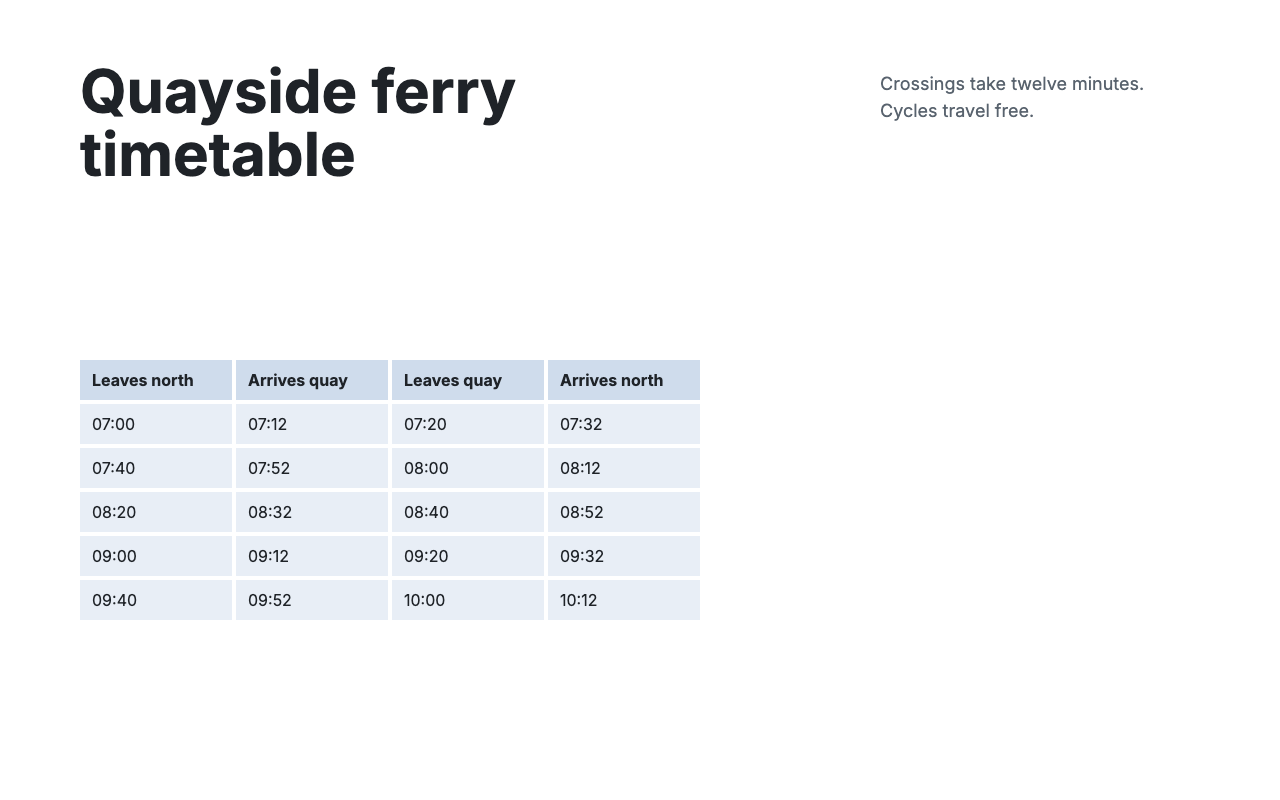 Quayside ferry
timetable
Crossings take twelve minutes.
Cycles travel free.
Leaves north Arrives quay Leaves quay Arrives north
07:00 07:12 07:20 07:32
07:40 07:52 08:00 08:12
08:20 08:32 08:40 08:52
09:00 09:12 09:20 09:32
09:40 09:52 10:00 10:12